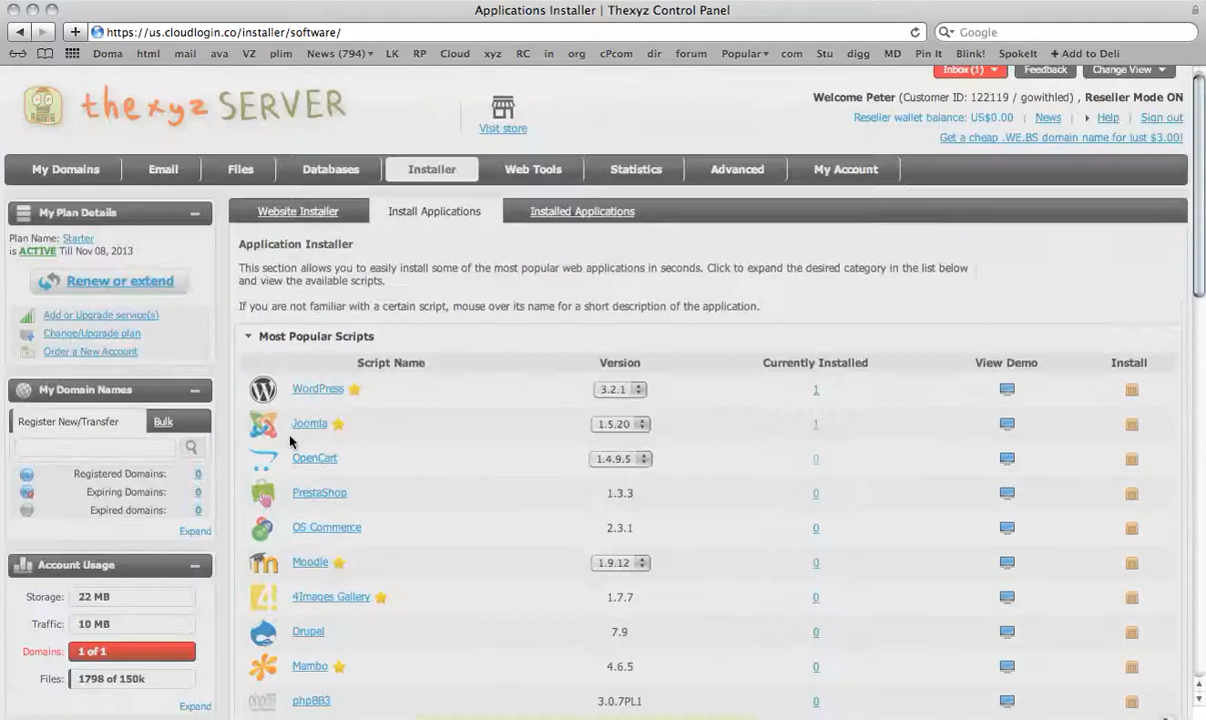 Applications Installer | Thexyz Control Panel
https://us.cloudlogin.co/installer/software/
Google
Doma html mail ava VZ plim News (794) LK RP Cloud xyz RC in org cPcom dir forum Popular com Stu digg MD Pin It Blink! SpokeIt + Add to Deli
Inbox (1) Feedback Change View
thexyz SERVER
Visit store
Welcome Peter (Customer ID: 122119 / gowithled) , Reseller Mode ON
Reseller wallet balance: US$0.00 | News | Help | Sign out
Get a cheap .WE.BS domain name for just $3.00!
My Domains Email Files Databases Installer Web Tools Statistics Advanced My Account
My Plan Details
Plan Name: Starter
is ACTIVE Till Nov 08, 2013
Renew or extend
Add or Upgrade service(s)
Change/Upgrade plan
Order a New Account
My Domain Names
Register New/Transfer Bulk
Registered Domains: 0
Expiring Domains: 0
Expired domains: 0
Expand
Account Usage
Storage: 22 MB
Traffic: 10 MB
Domains: 1 of 1
Files: 1798 of 150k
Expand
Website Installer Install Applications Installed Applications
Application Installer
This section allows you to easily install some of the most popular web applications in seconds. Click to expand the desired category in the list below
and view the available scripts.
If you are not familiar with a certain script, mouse over its name for a short description of the application.
Most Popular Scripts
Script Name Version Currently Installed View Demo Install
WordPress 3.2.1 1
Joomla 1.5.20 1
OpenCart 1.4.9.5 0
PrestaShop 1.3.3 0
OS Commerce 2.3.1 0
Moodle 1.9.12 0
4Images Gallery 1.7.7 0
Drupal 7.9 0
Mambo 4.6.5 0
phpBB3 3.0.7PL1 0